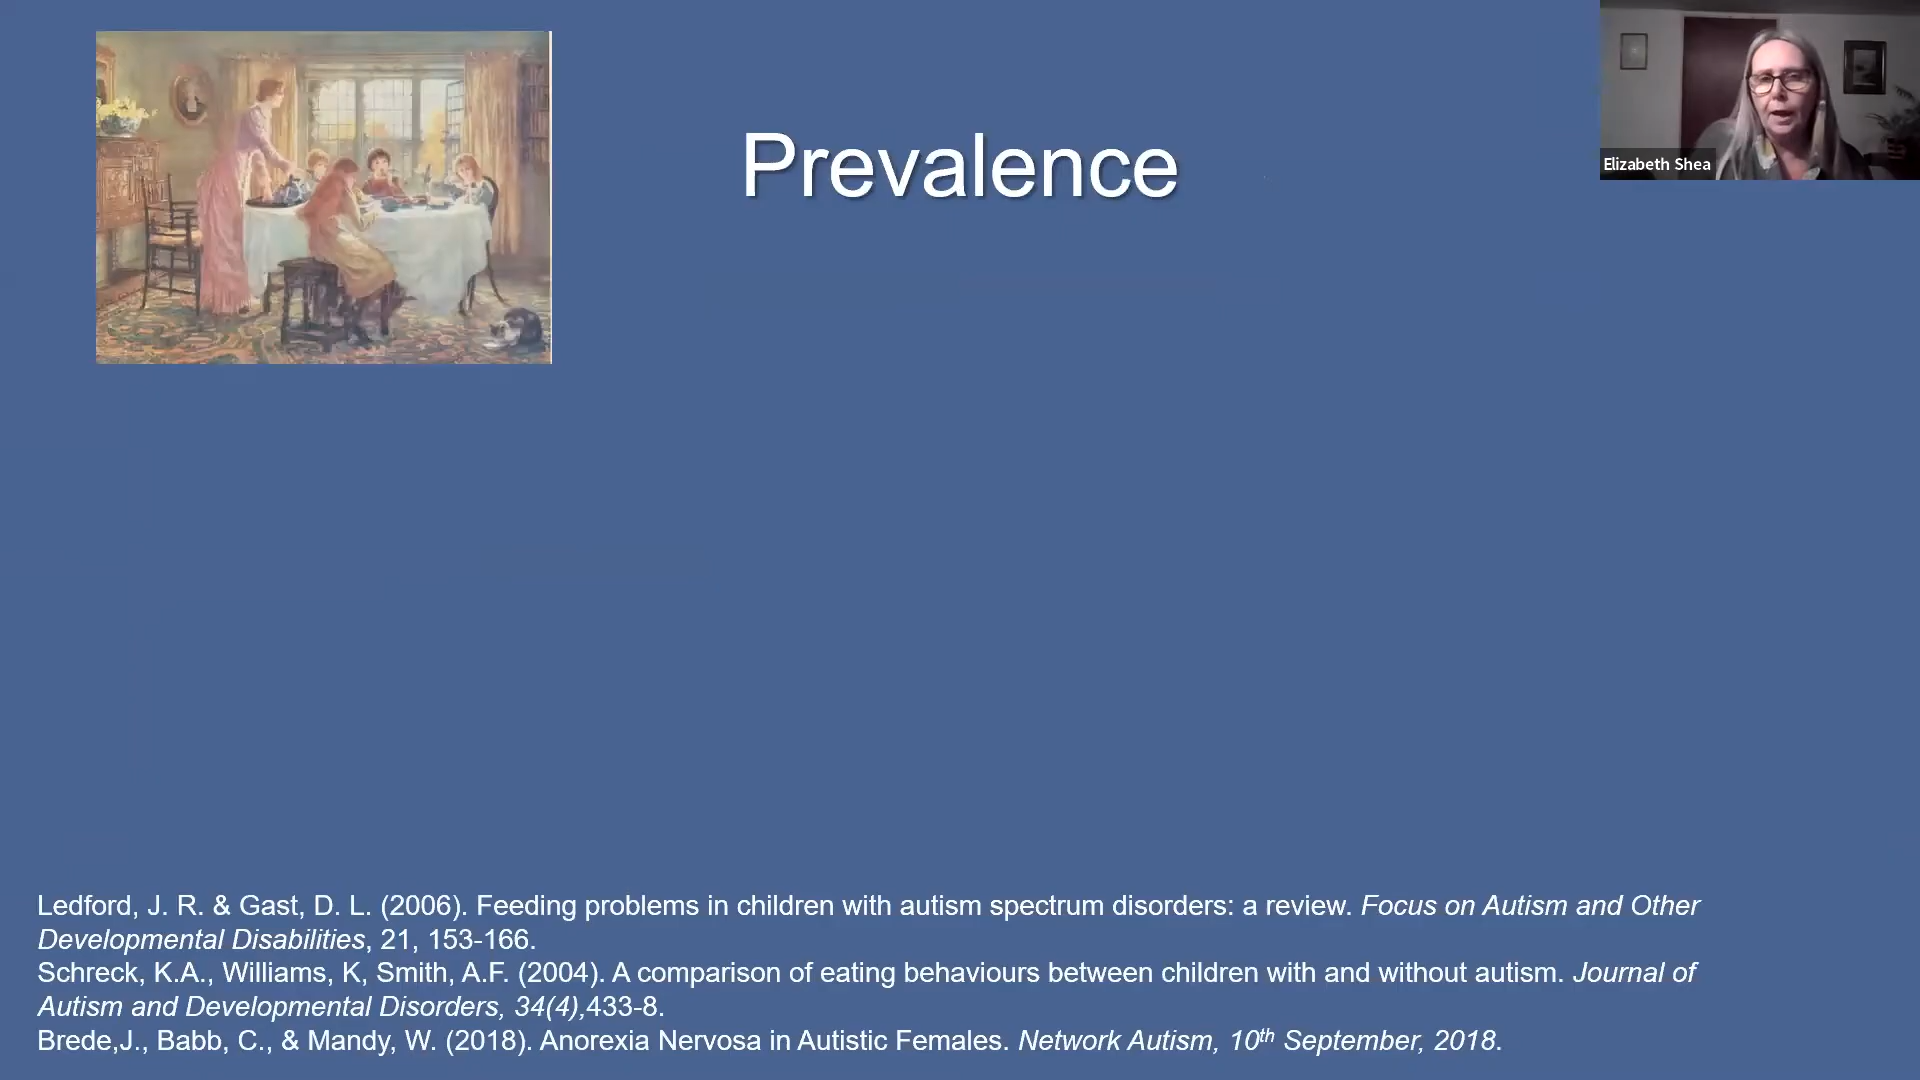 Prevalence
Elizabeth Shea
Ledford, J. R. & Gast, D. L. (2006). Feeding problems in children with autism spectrum disorders: a review. Focus on Autism and Other
Developmental Disabilities, 21, 153-166.
Schreck, K.A., Williams, K, Smith, A.F. (2004). A comparison of eating behaviours between children with and without autism. Journal of
Autism and Developmental Disorders, 34(4),433-8.
Brede,J., Babb, C., & Mandy, W. (2018). Anorexia Nervosa in Autistic Females. Network Autism, 10th September, 2018.